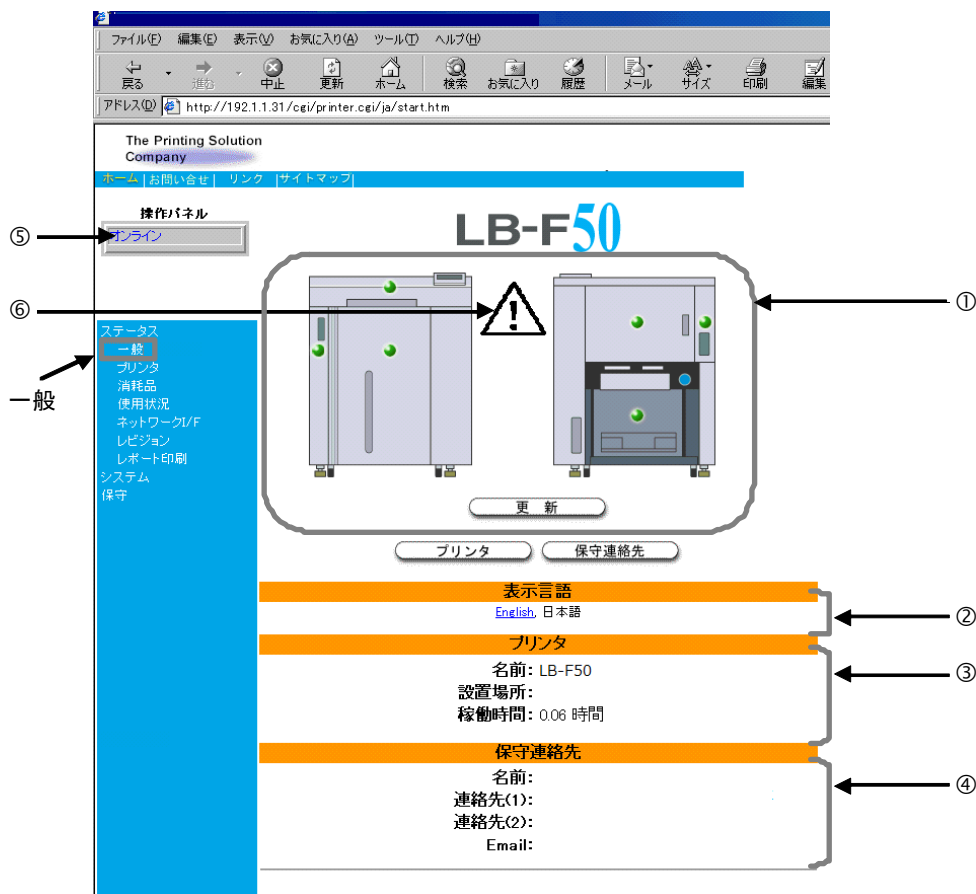 ファイル(F) 編集(E) 表示(V) お気に入り(A) ツール(T) ヘルプ(H)
戻る 進む 中止 更新 ホーム 検索 お気に入り 履歴 メール サイズ 印刷 編集
アドレス(D) http://192.1.1.31/cgi/printer.cgi/ja/start.htm
The Printing Solution
Company
ホーム |お問い合せ| リンク |サイトマップ|
操作パネル
⑤
オンライン
LB-F50
⑥
①
ステータス
一般
一般
プリンタ
消耗品
使用状況
ネットワークI/F
レビジョン
レポート印刷
システム
保守
更 新
プリンタ 保守連絡先
表示言語
English, 日本語
②
プリンタ
名前: LB-F50
③
設置場所:
稼働時間: 0.06 時間
保守連絡先
名前:
④
連絡先(1):
連絡先(2):
Email: